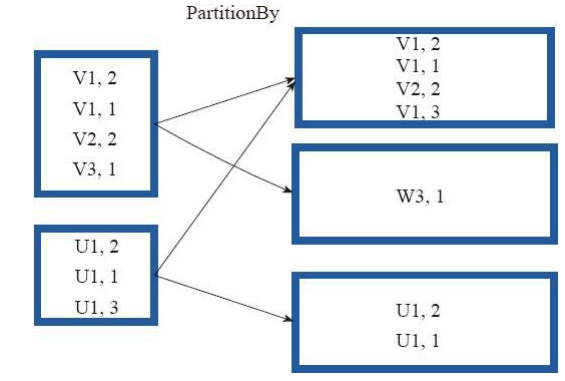 PartitionBy
V1, 2
V1, 1
V2, 2
V3, 1
U1, 2
U1, 1
U1, 3
V1, 2
V1, 1
V2, 2
V1, 3
W3, 1
U1, 2
U1, 1